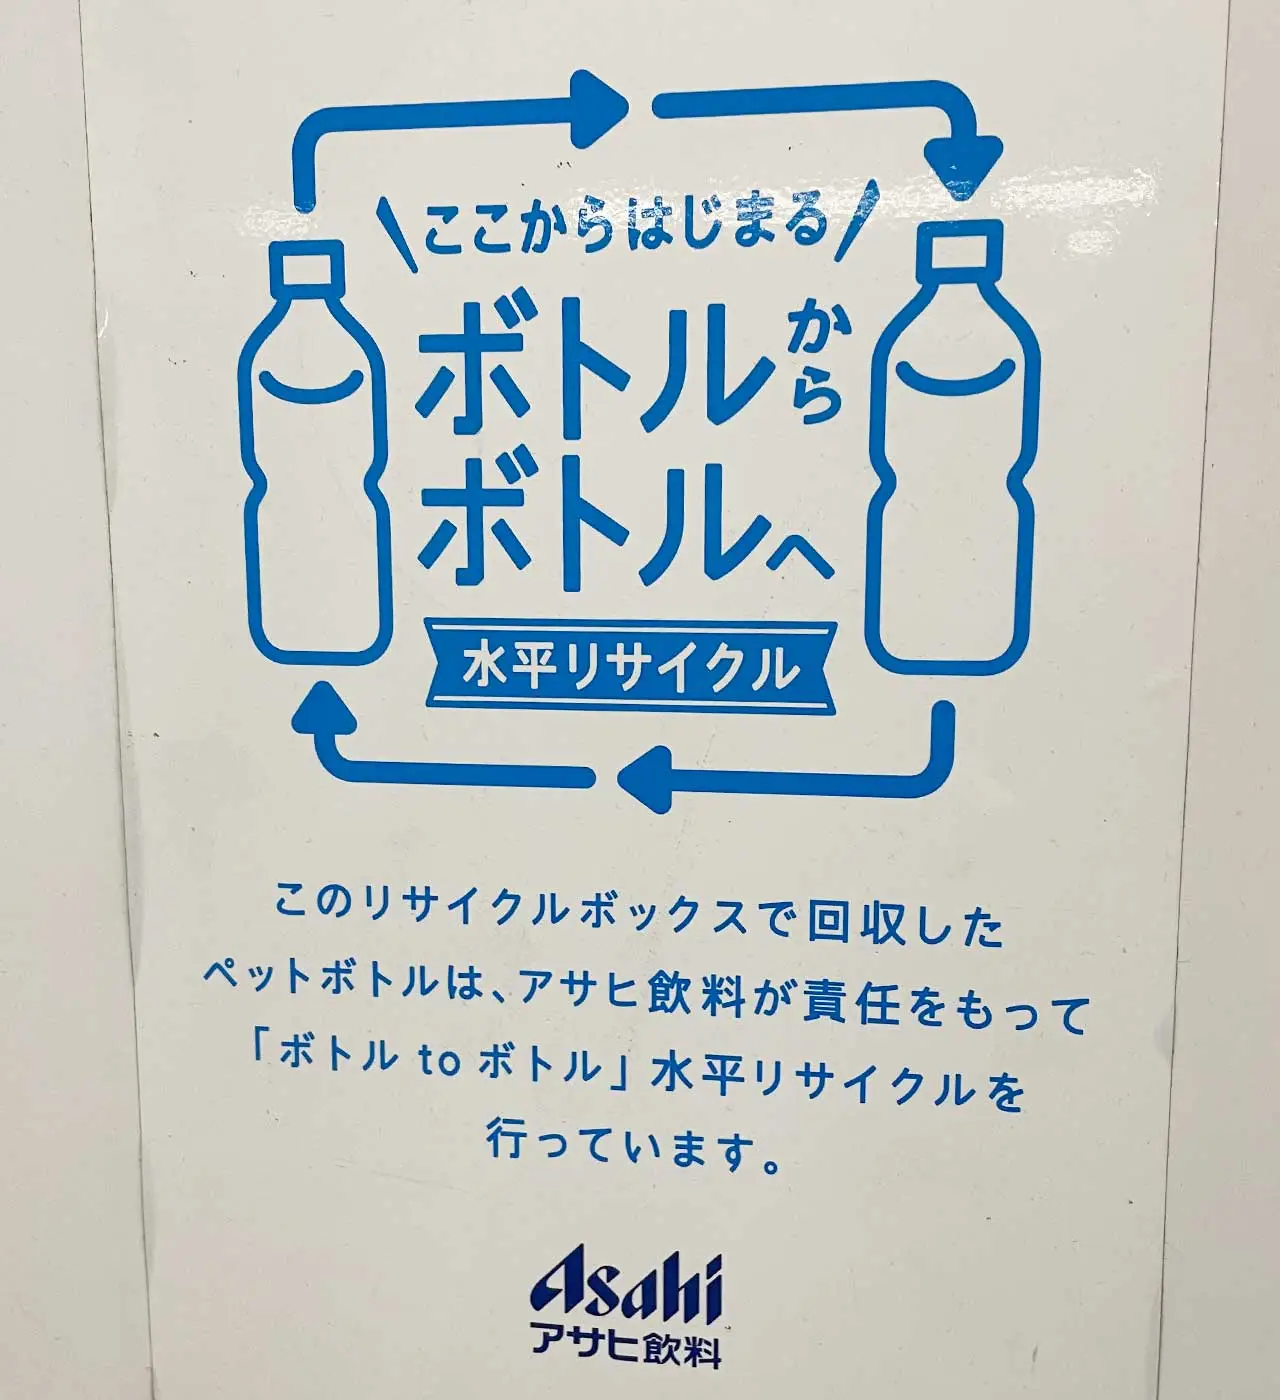 ここからはじまる
ボトルから
ボトルへ
水平リサイクル
このリサイクルボックスで回収した
ペットボトルは、アサヒ飲料が責任をもって
「ボトル to ボトル」水平リサイクルを
行っています。
Asahi
アサヒ飲料